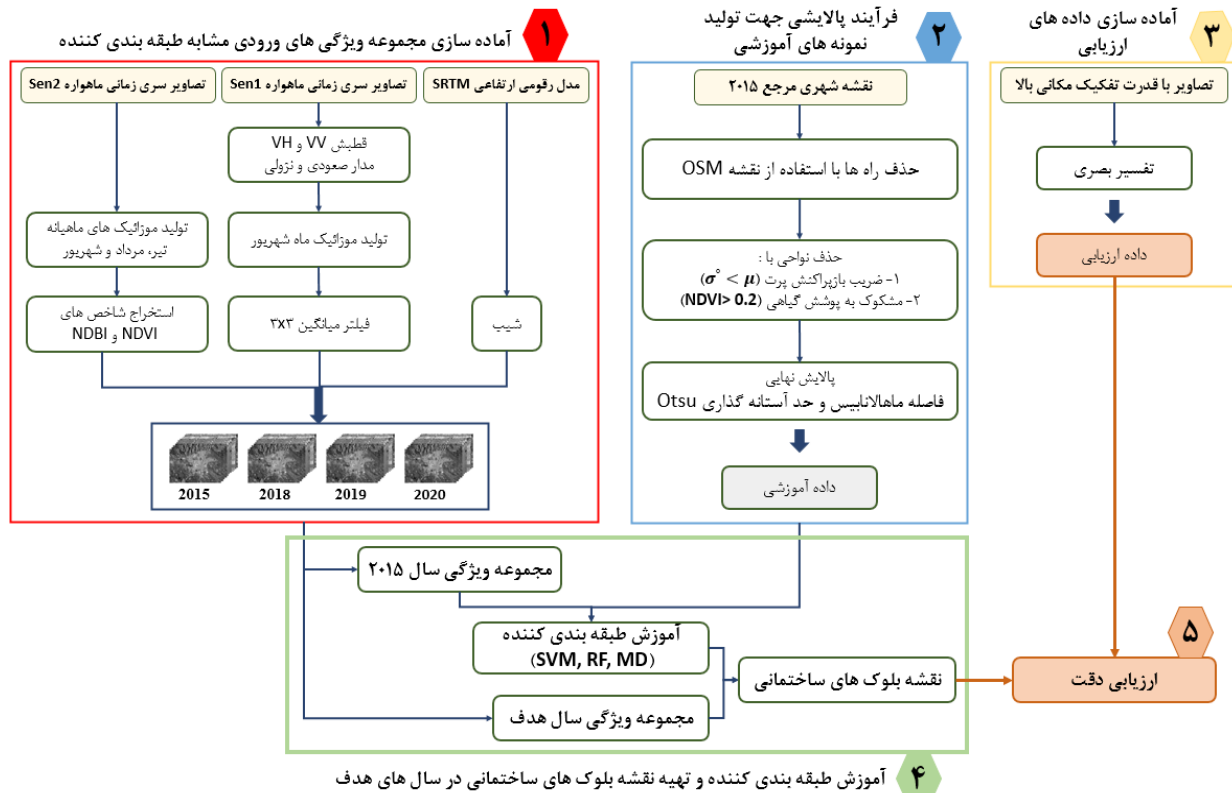 ۱
آماده سازی مجموعه ویژگی های ورودی مشابه طبقه بندی کننده
مدل رقومی ارتفاعی SRTM
تصاویر سری زمانی ماهواره Sen1
تصاویر سری زمانی ماهواره Sen2
قطبش VV و VH
مدار صعودی و نزولی
تولید موزائیک ماه شهریور
تولید موزائیک های ماهیانه
تیر، مرداد و شهریور
شیب
فیلتر میانگین ۳x۳
استخراج شاخص های
NDVI و NDBI
2015
2018
2019
2020
۲
فرآیند پالایشی جهت تولید
نمونه های آموزشی
نقشه شهری مرجع ۲۰۱۵
حذف راه ها با استفاده از نقشه OSM
حذف نواحی با :
۱- ضریب بازپراکنش پرت (σ° < μ)
۲- مشکوک به پوشش گیاهی (NDVI> 0.2)
پالایش نهایی
فاصله ماهالانابیس و حد آستانه گذاری Otsu
داده آموزشی
۳
آماده سازی داده های
ارزیابی
تصاویر با قدرت تفکیک مکانی بالا
تفسیر بصری
داده ارزیابی
مجموعه ویژگی سال ۲۰۱۵
آموزش طبقه بندی کننده
(SVM, RF, MD)
مجموعه ویژگی سال هدف
نقشه بلوک های ساختمانی
۴
آموزش طبقه بندی کننده و تهیه نقشه بلوک های ساختمانی در سال های هدف
۵
ارزیابی دقت